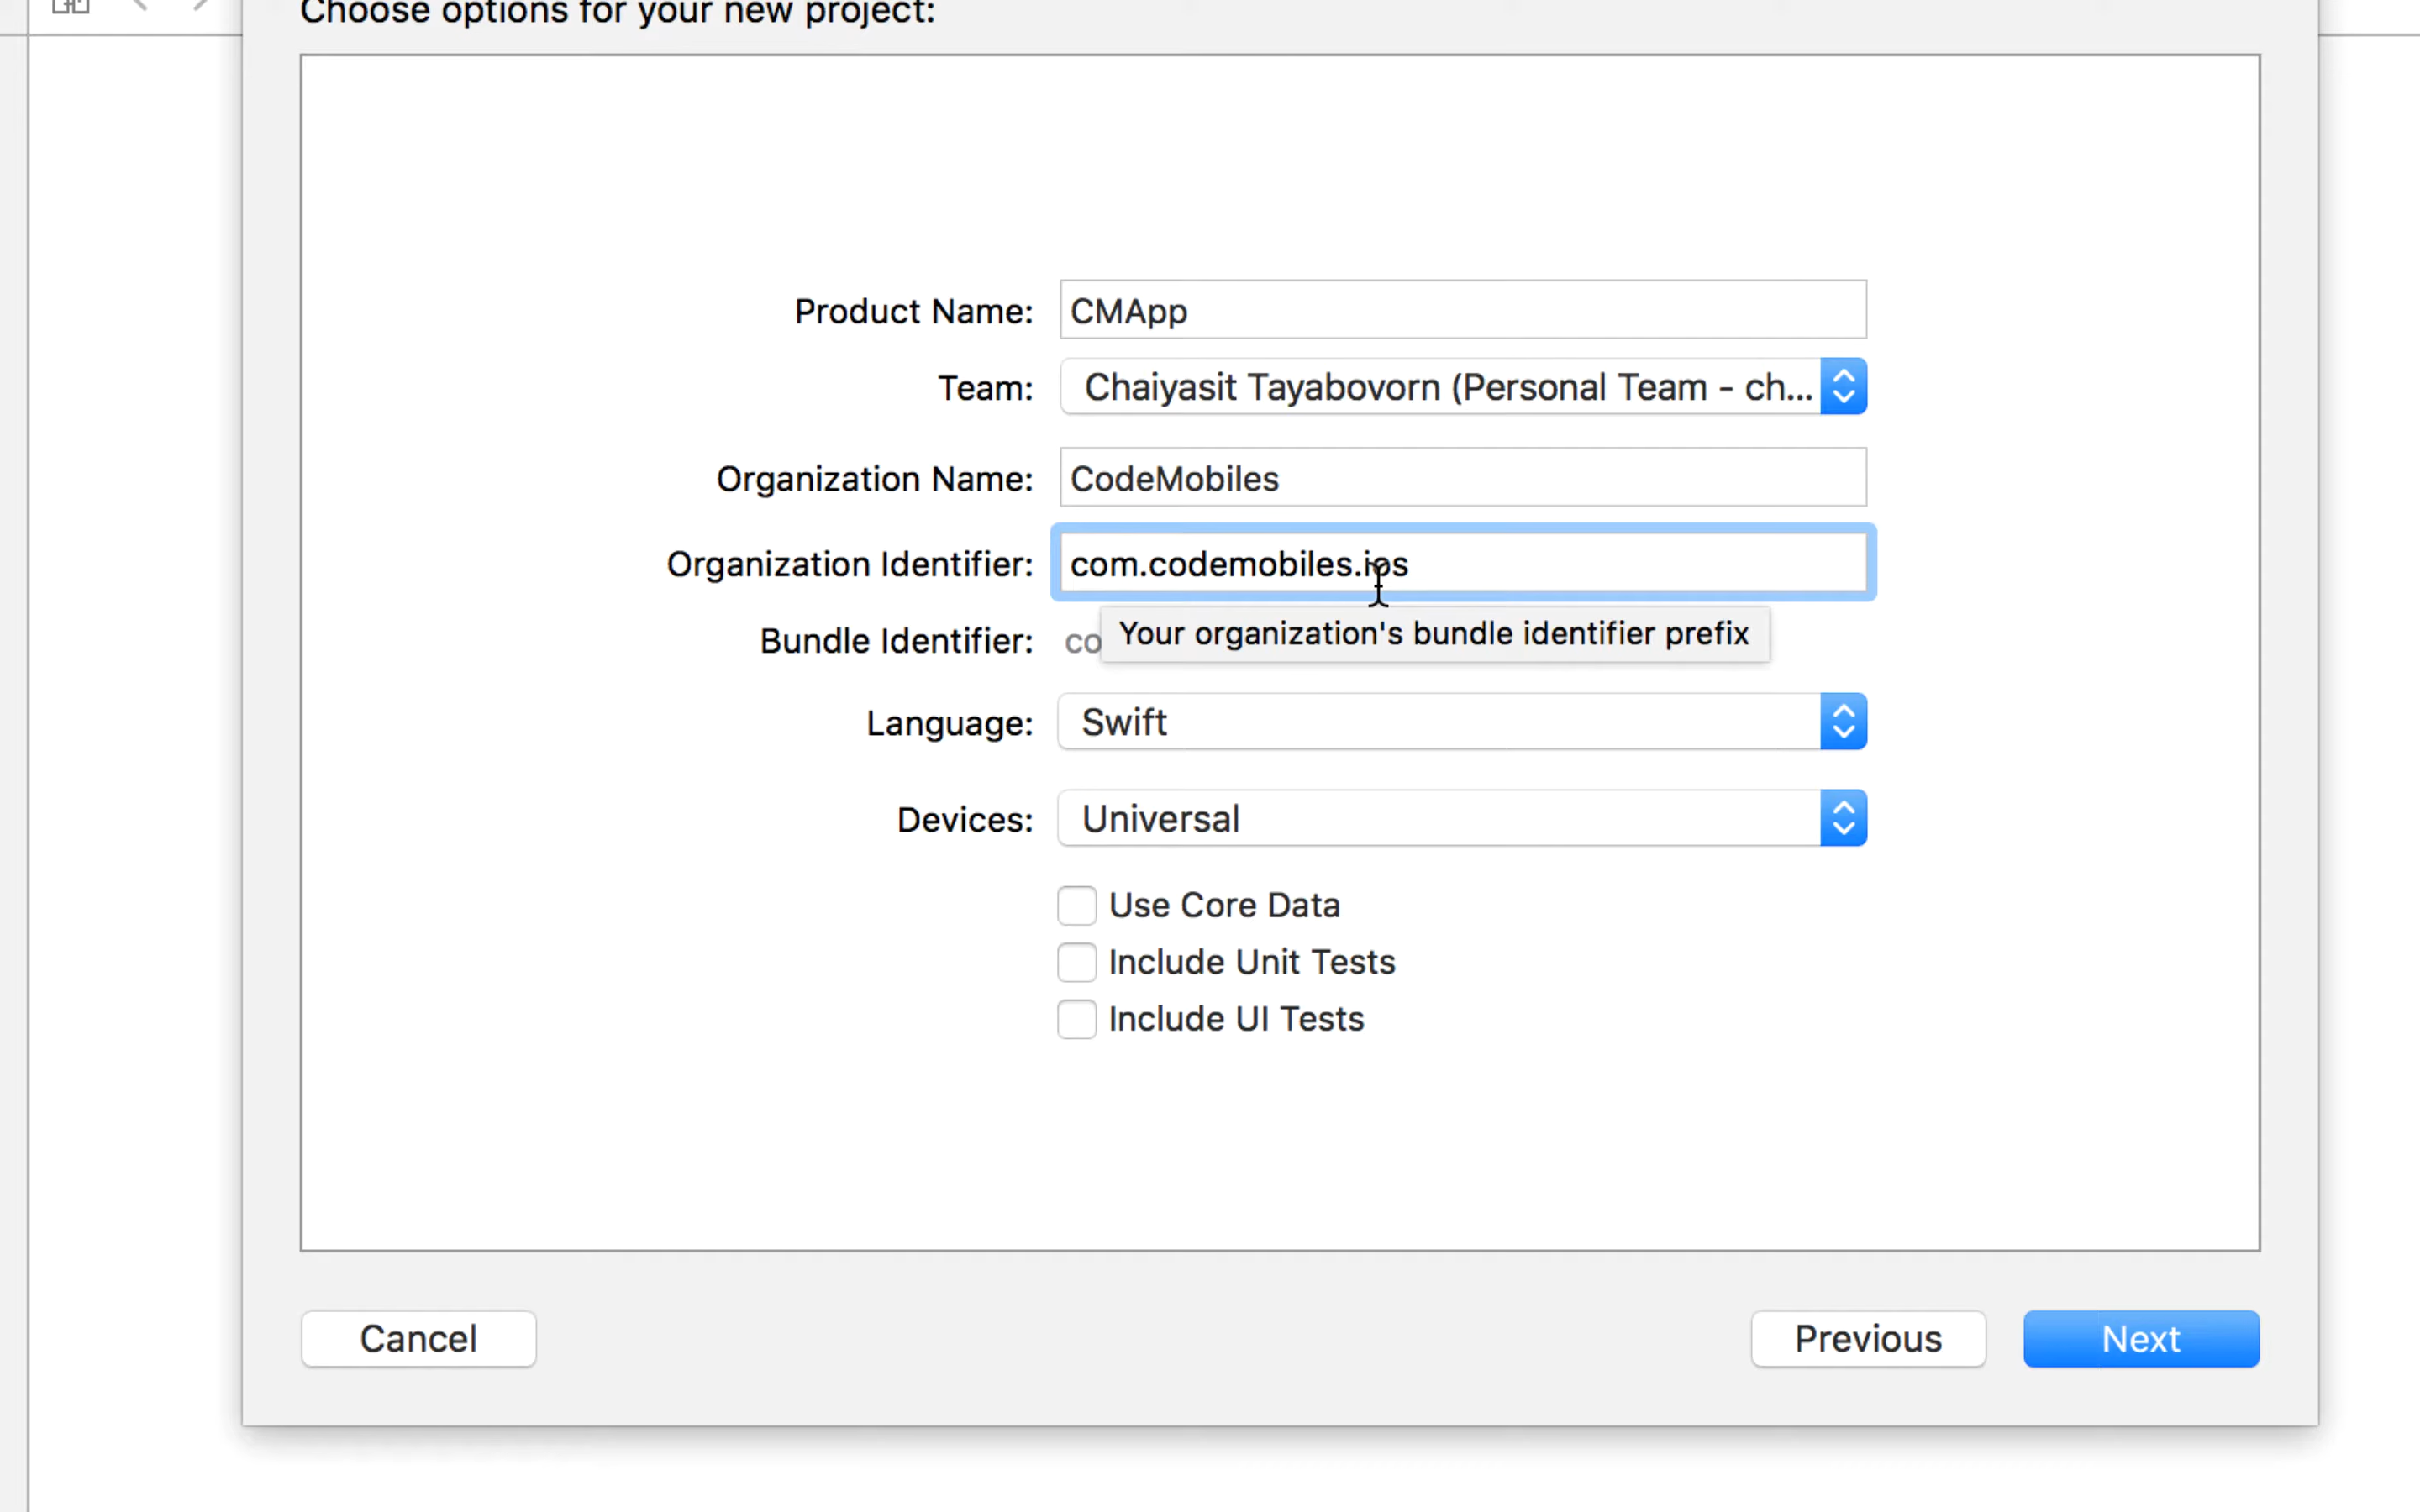 Choose options for your new project:
Product Name: CMApp
Team: Chaiyasit Tayabovorn (Personal Team - ch...
Organization Name: CodeMobiles
Organization Identifier: com.codemobiles.ios
Bundle Identifier: co
Your organization's bundle identifier prefix
Language: Swift
Devices: Universal
Use Core Data
Include Unit Tests
Include UI Tests
Cancel Previous Next